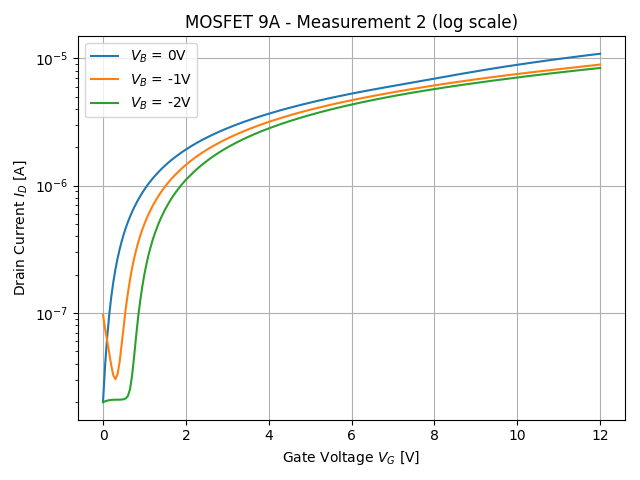 MOSFET 9A - Measurement 2 (log scale)
V_B = 0V
V_B = -1V
V_B = -2V
10^{-5}
10^{-6}
10^{-7}
Drain Current I_D [A]
0 2 4 6 8 10 12
Gate Voltage V_G [V]